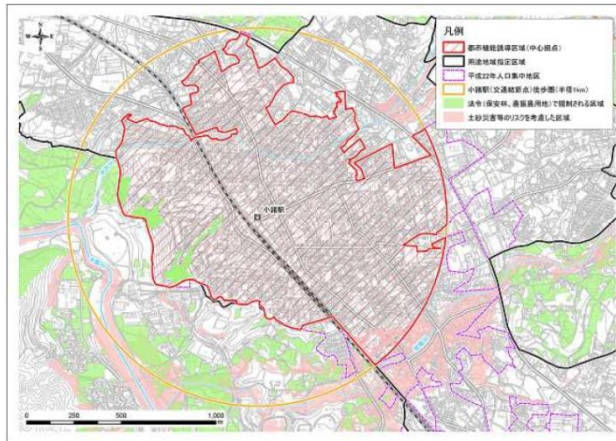 凡例
都市機能誘導区域(中心拠点)
用途地域指定区域
平成22年人口集中地区
小諸駅(交通結節点)徒歩圏(半径1km)
法令(保安林、農振農用地)で規制される区域
土砂災害等のリスクを考慮した区域
N
W E
S
小諸駅
0 250 500 1,000
m